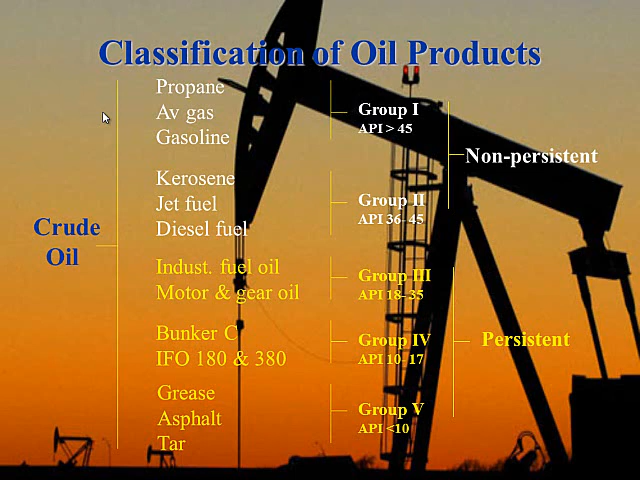 Classification of Oil Products
Crude
Oil
Propane
Av gas
Gasoline
Group I
API > 45
Kerosene
Jet fuel
Diesel fuel
Group II
API 36- 45
Non-persistent
Indust. fuel oil
Motor & gear oil
Group III
API 18- 35
Bunker C
IFO 180 & 380
Group IV
API 10- 17
Grease
Asphalt
Tar
Group V
API <10
Persistent